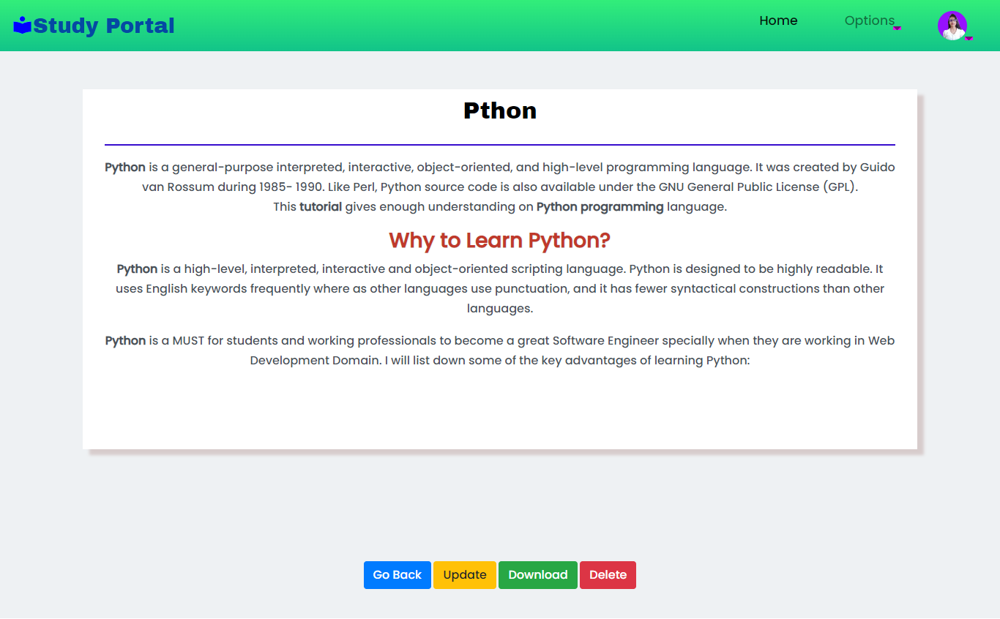 Study Portal
Home
Options
Pthon
Python is a general-purpose interpreted, interactive, object-oriented, and high-level programming language. It was created by Guido
van Rossum during 1985- 1990. Like Perl, Python source code is also available under the GNU General Public License (GPL).
This tutorial gives enough understanding on Python programming language.
Why to Learn Python?
Python is a high-level, interpreted, interactive and object-oriented scripting language. Python is designed to be highly readable. It
uses English keywords frequently where as other languages use punctuation, and it has fewer syntactical constructions than other
languages.
Python is a MUST for students and working professionals to become a great Software Engineer specially when they are working in Web
Development Domain. I will list down some of the key advantages of learning Python:
Go Back
Update
Download
Delete